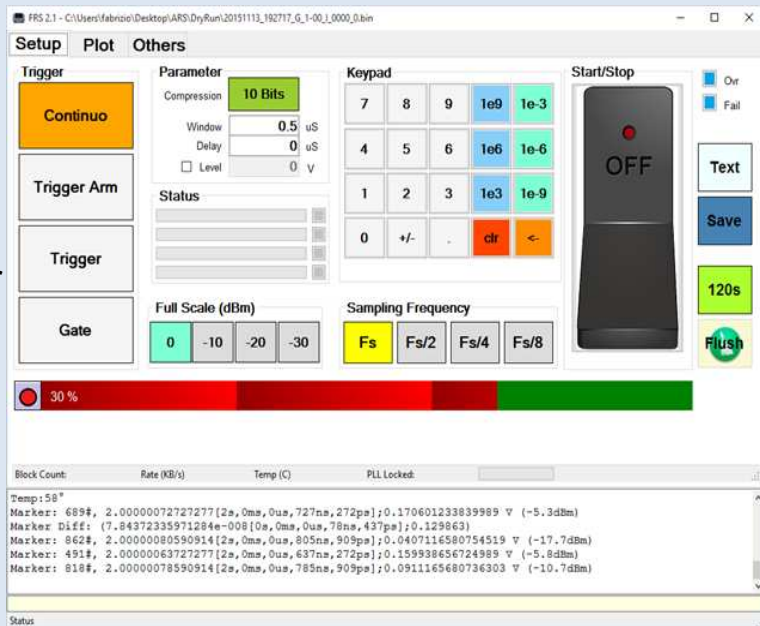 FRS 2.1 - C:\Users\fabrizio\Desktop\ARS\DryRun\20151113_192717_G_1-00_I_0000_0.bin
Setup Plot Others
Trigger
Continuo
Trigger Arm
Trigger
Gate
Parameter
Compression 10 Bits
Window 0.5 uS
Delay 0 uS
Level 0 V
Status
Keypad
7 8 9 1e9 1e-3
4 5 6 1e6 1e-6
1 2 3 1e3 1e-9
0 +/- . clr <-
Start/Stop
OFF
Ovr
Fail
Text
Save
120s
Flush
Full Scale (dBm)
0 -10 -20 -30
Sampling Frequency
Fs Fs/2 Fs/4 Fs/8
30 %
Block Count: Rate (KB/s) Temp (C) PLL Locked:
Temp:58°
Marker: 689#, 2.00000072727277[2s,0ms,0us,727ns,272ps];0.170601233839989 V (-5.3dBm)
Marker Diff: (7.84372335971284e-008[0s,0ms,0us,78ns,437ps];0.129863)
Marker: 862#, 2.00000080590914[2s,0ms,0us,805ns,909ps];0.0407116580754519 V (-17.7dBm)
Marker: 491#, 2.00000063727277[2s,0ms,0us,637ns,272ps];0.159938656724989 V (-5.8dBm)
Marker: 818#, 2.00000078590914[2s,0ms,0us,785ns,909ps];0.0911165680736303 V (-10.7dBm)
Status